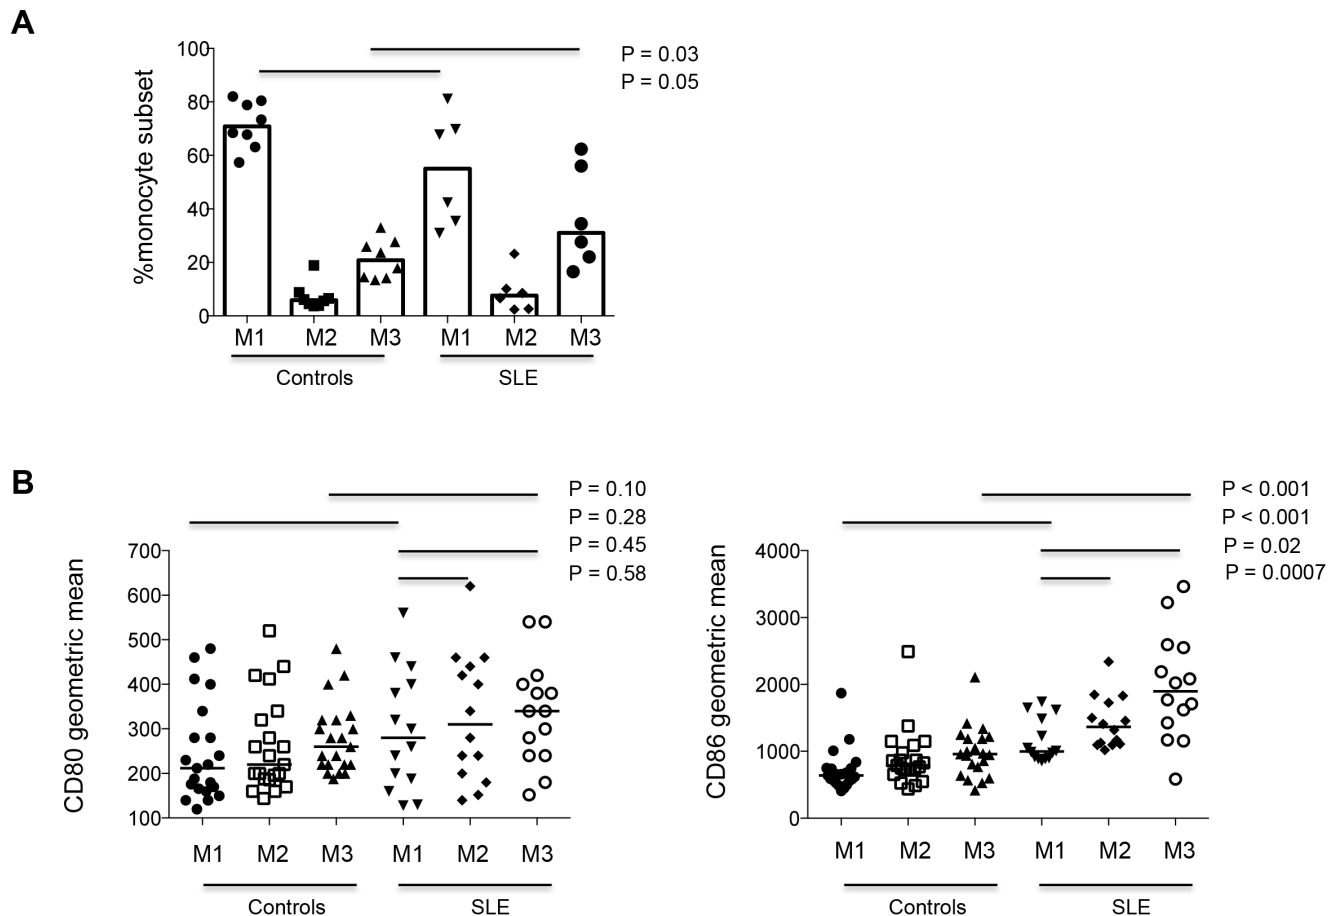 A
%monocyte subset
100
80
60
40
20
0
P = 0.03
P = 0.05
M1 M2 M3 M1 M2 M3
Controls SLE
B
CD80 geometric mean
700
600
500
400
300
200
100
P = 0.10
P = 0.28
P = 0.45
P = 0.58
M1 M2 M3 M1 M2 M3
Controls SLE
CD86 geometric mean
4000
3000
2000
1000
0
P < 0.001
P < 0.001
P = 0.02
P = 0.0007
M1 M2 M3 M1 M2 M3
Controls SLE